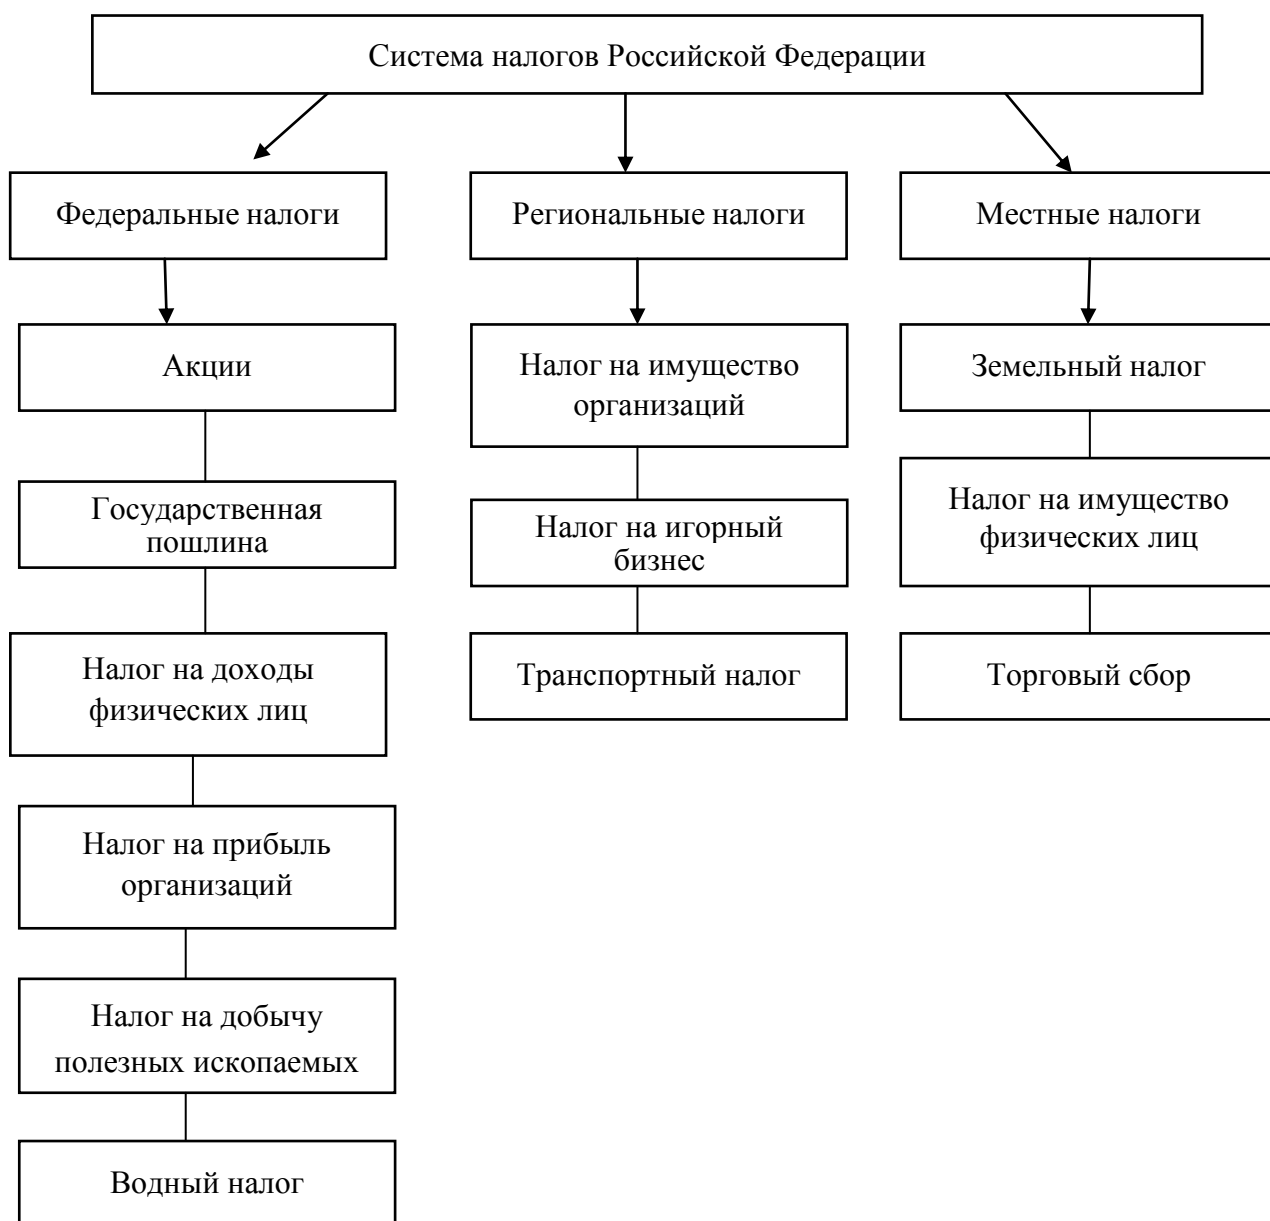 Система налогов Российской Федерации
Федеральные налоги
Региональные налоги
Местные налоги
Акции
Налог на имущество
организаций
Земельный налог
Государственная
пошлина
Налог на игорный
бизнес
Налог на имущество
физических лиц
Налог на доходы
физических лиц
Транспортный налог
Торговый сбор
Налог на прибыль
организаций
Налог на добычу
полезных ископаемых
Водный налог